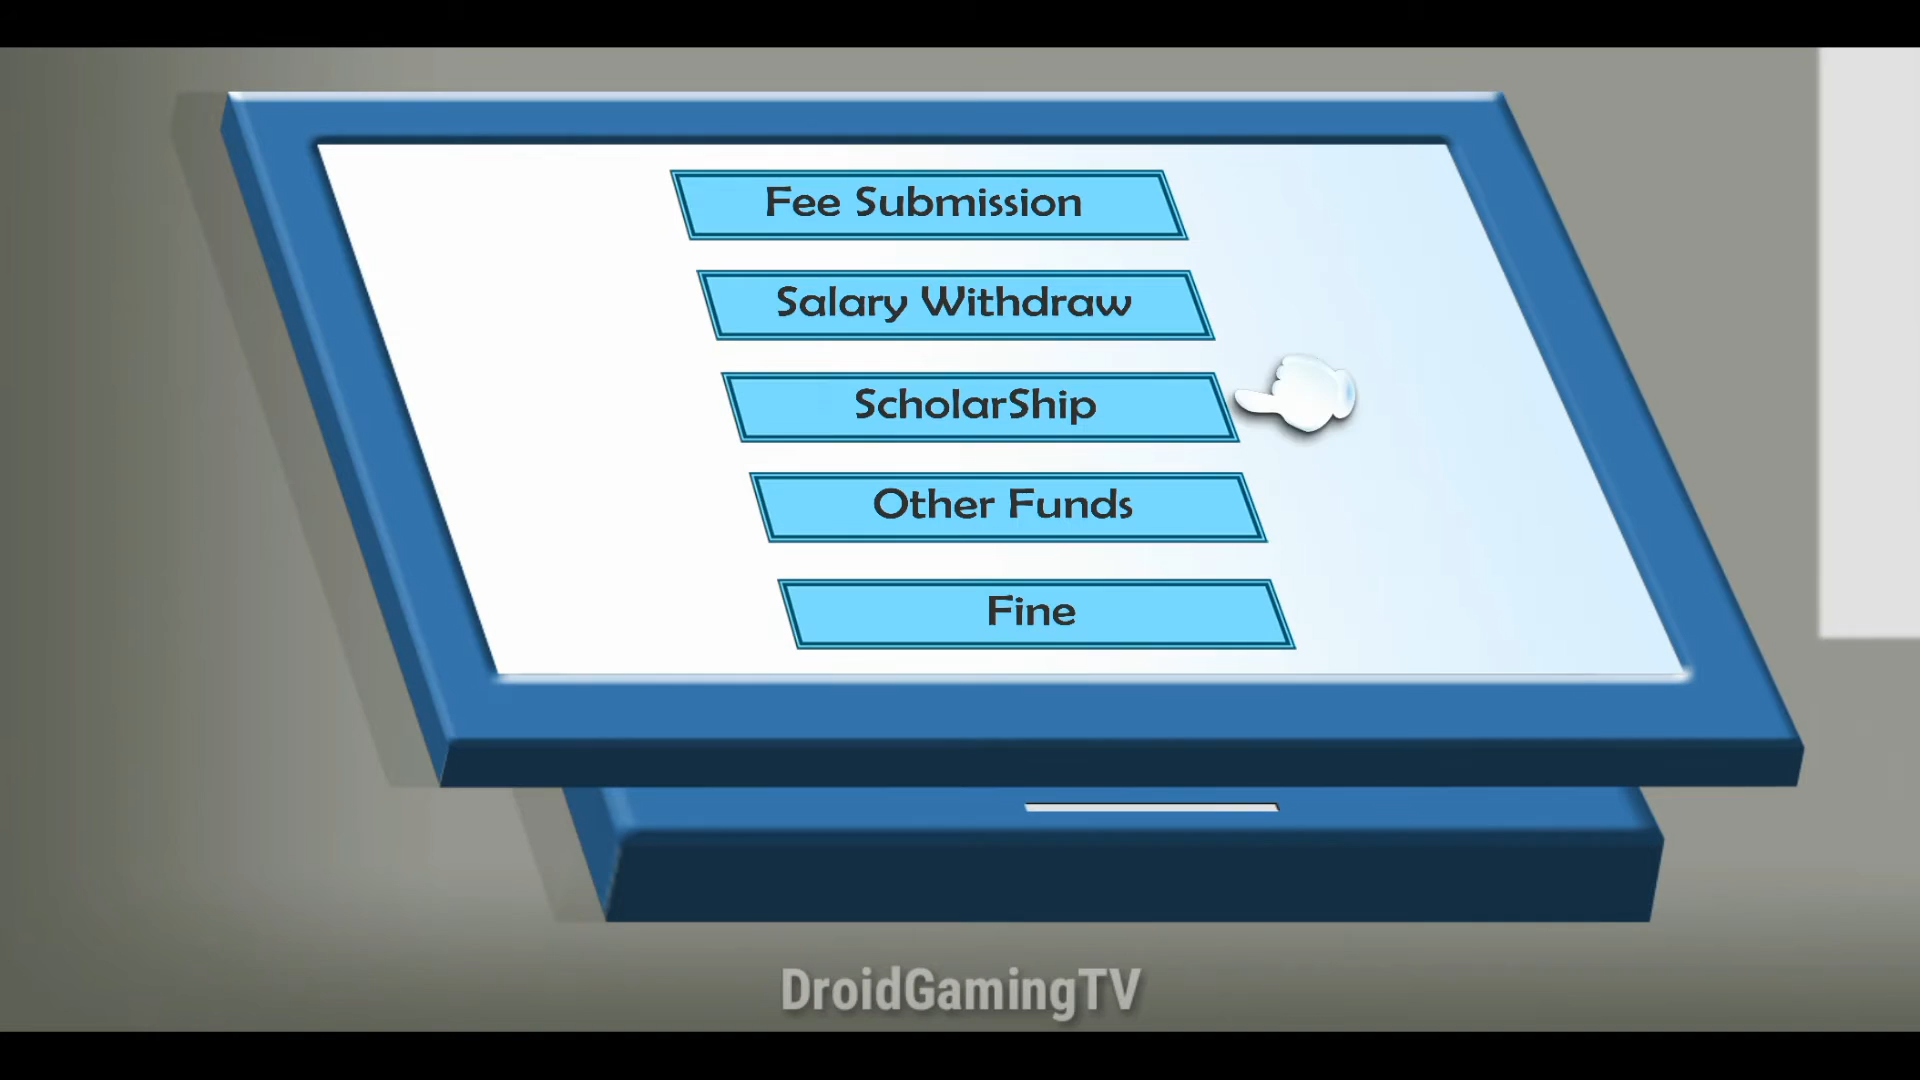 Fee Submission
Salary Withdraw
ScholarShip
Other Funds
Fine
DroidGamingTV